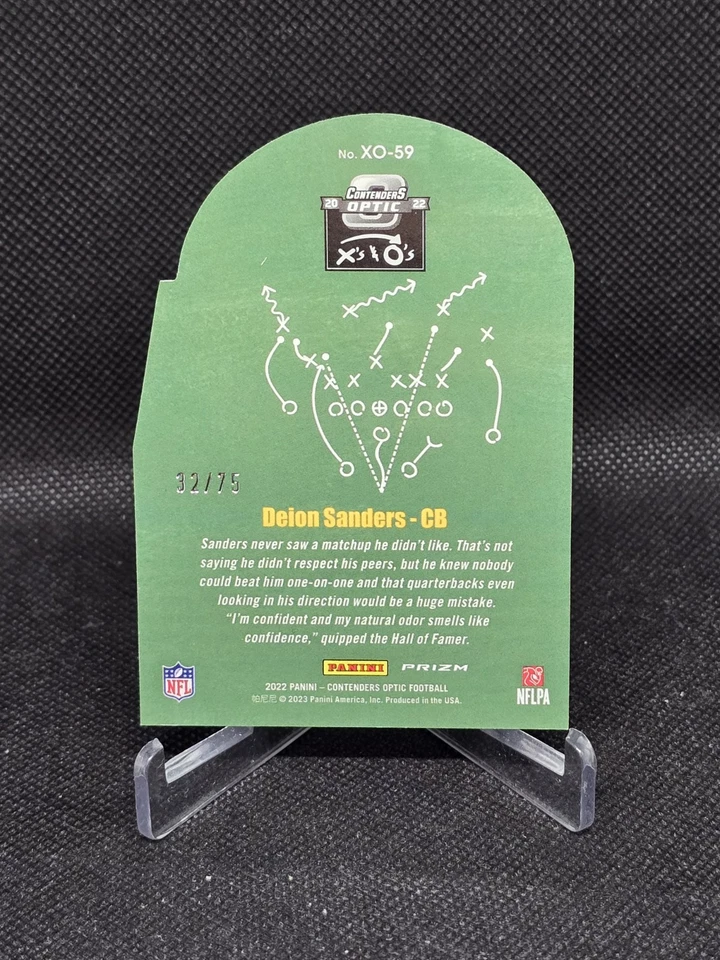 No. XO-59
CONTENDERS
20 OPTIC 22
X's & O's
32/75
Deion Sanders - CB
Sanders never saw a matchup he didn't like. That's not
saying he didn't respect his peers, but he knew nobody
could beat him one-on-one and that quarterbacks even
looking in his direction would be a huge mistake.
"I'm confident and my natural odor smells like
confidence," quipped the Hall of Famer.
PANINI PRIZM
NFL
2022 PANINI – CONTENDERS OPTIC FOOTBALL
帕尼尼 © 2023 Panini America, Inc. Produced in the USA.
NFLPA